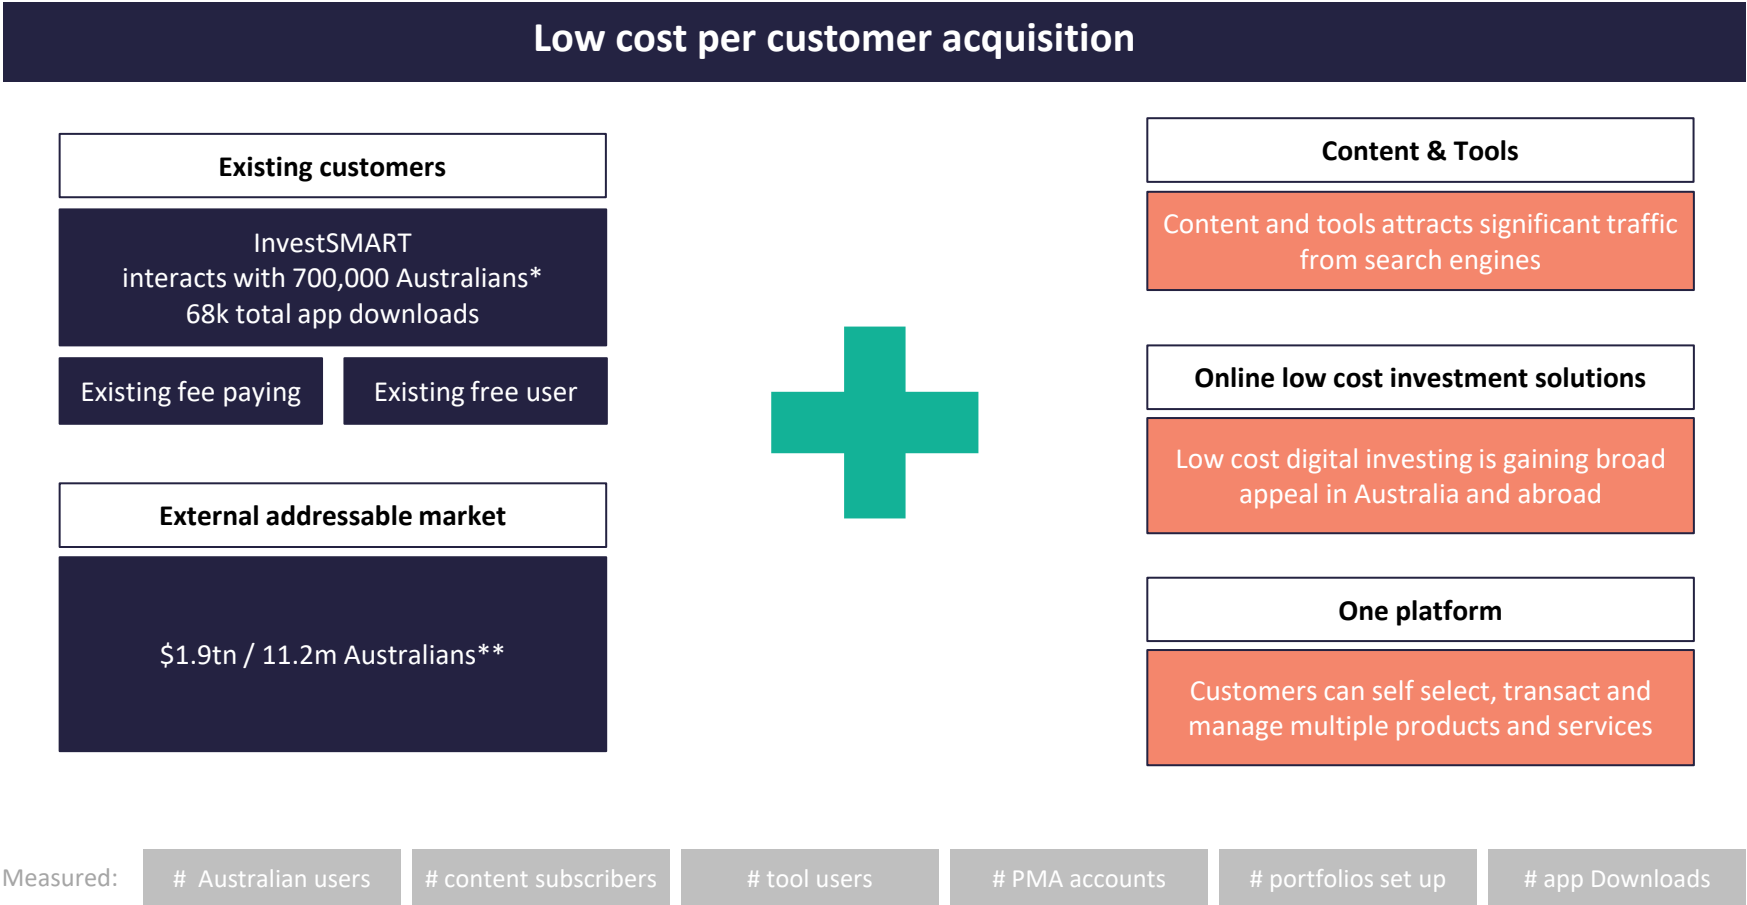 Low cost per customer acquisition
Existing customers
InvestSMART
interacts with 700,000 Australians*
68k total app downloads
Existing fee paying
Existing free user
External addressable market
$1.9tn / 11.2m Australians**
Content & Tools
Content and tools attracts significant traffic
from search engines
Online low cost investment solutions
Low cost digital investing is gaining broad
appeal in Australia and abroad
One platform
Customers can self select, transact and
manage multiple products and services
Measured:
# Australian users
# content subscribers
# tool users
# PMA accounts
# portfolios set up
# app Downloads